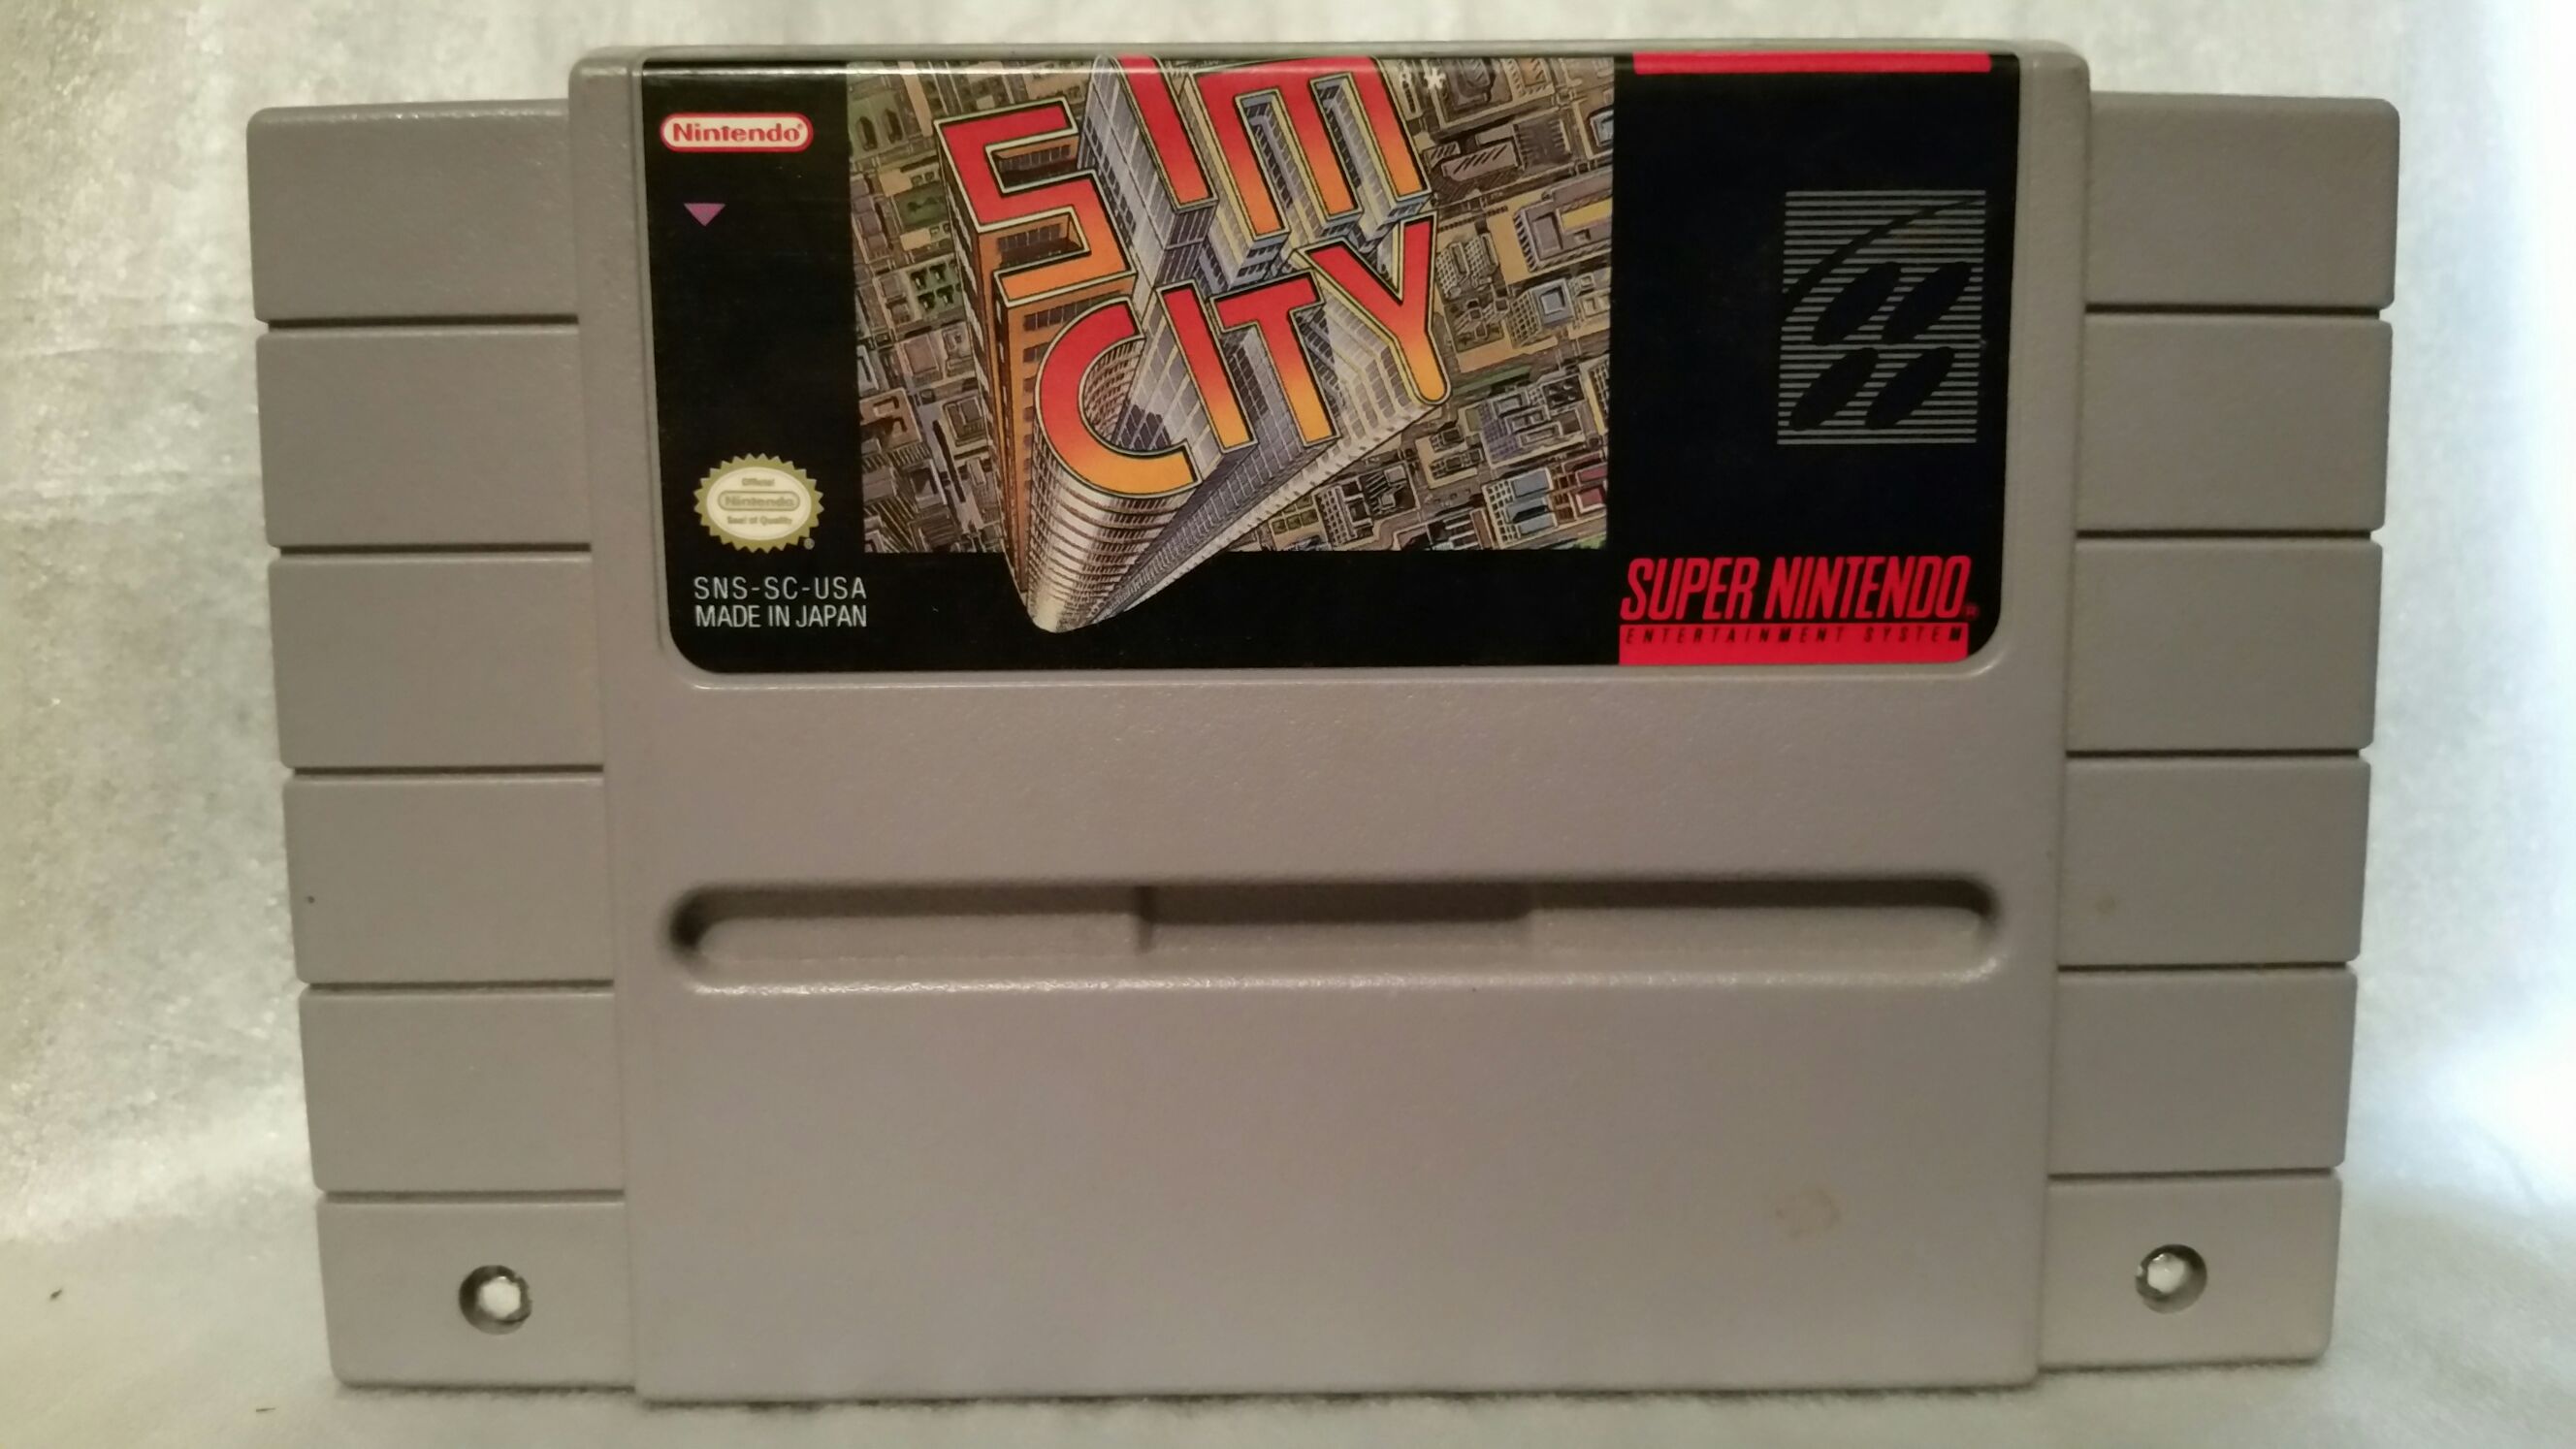 Nintendo®
SIM
CITY
*
Official
Nintendo
Seal of Quality
®
SNS-SC-USA
MADE IN JAPAN
SUPER NINTENDO®
ENTERTAINMENT SYSTEM